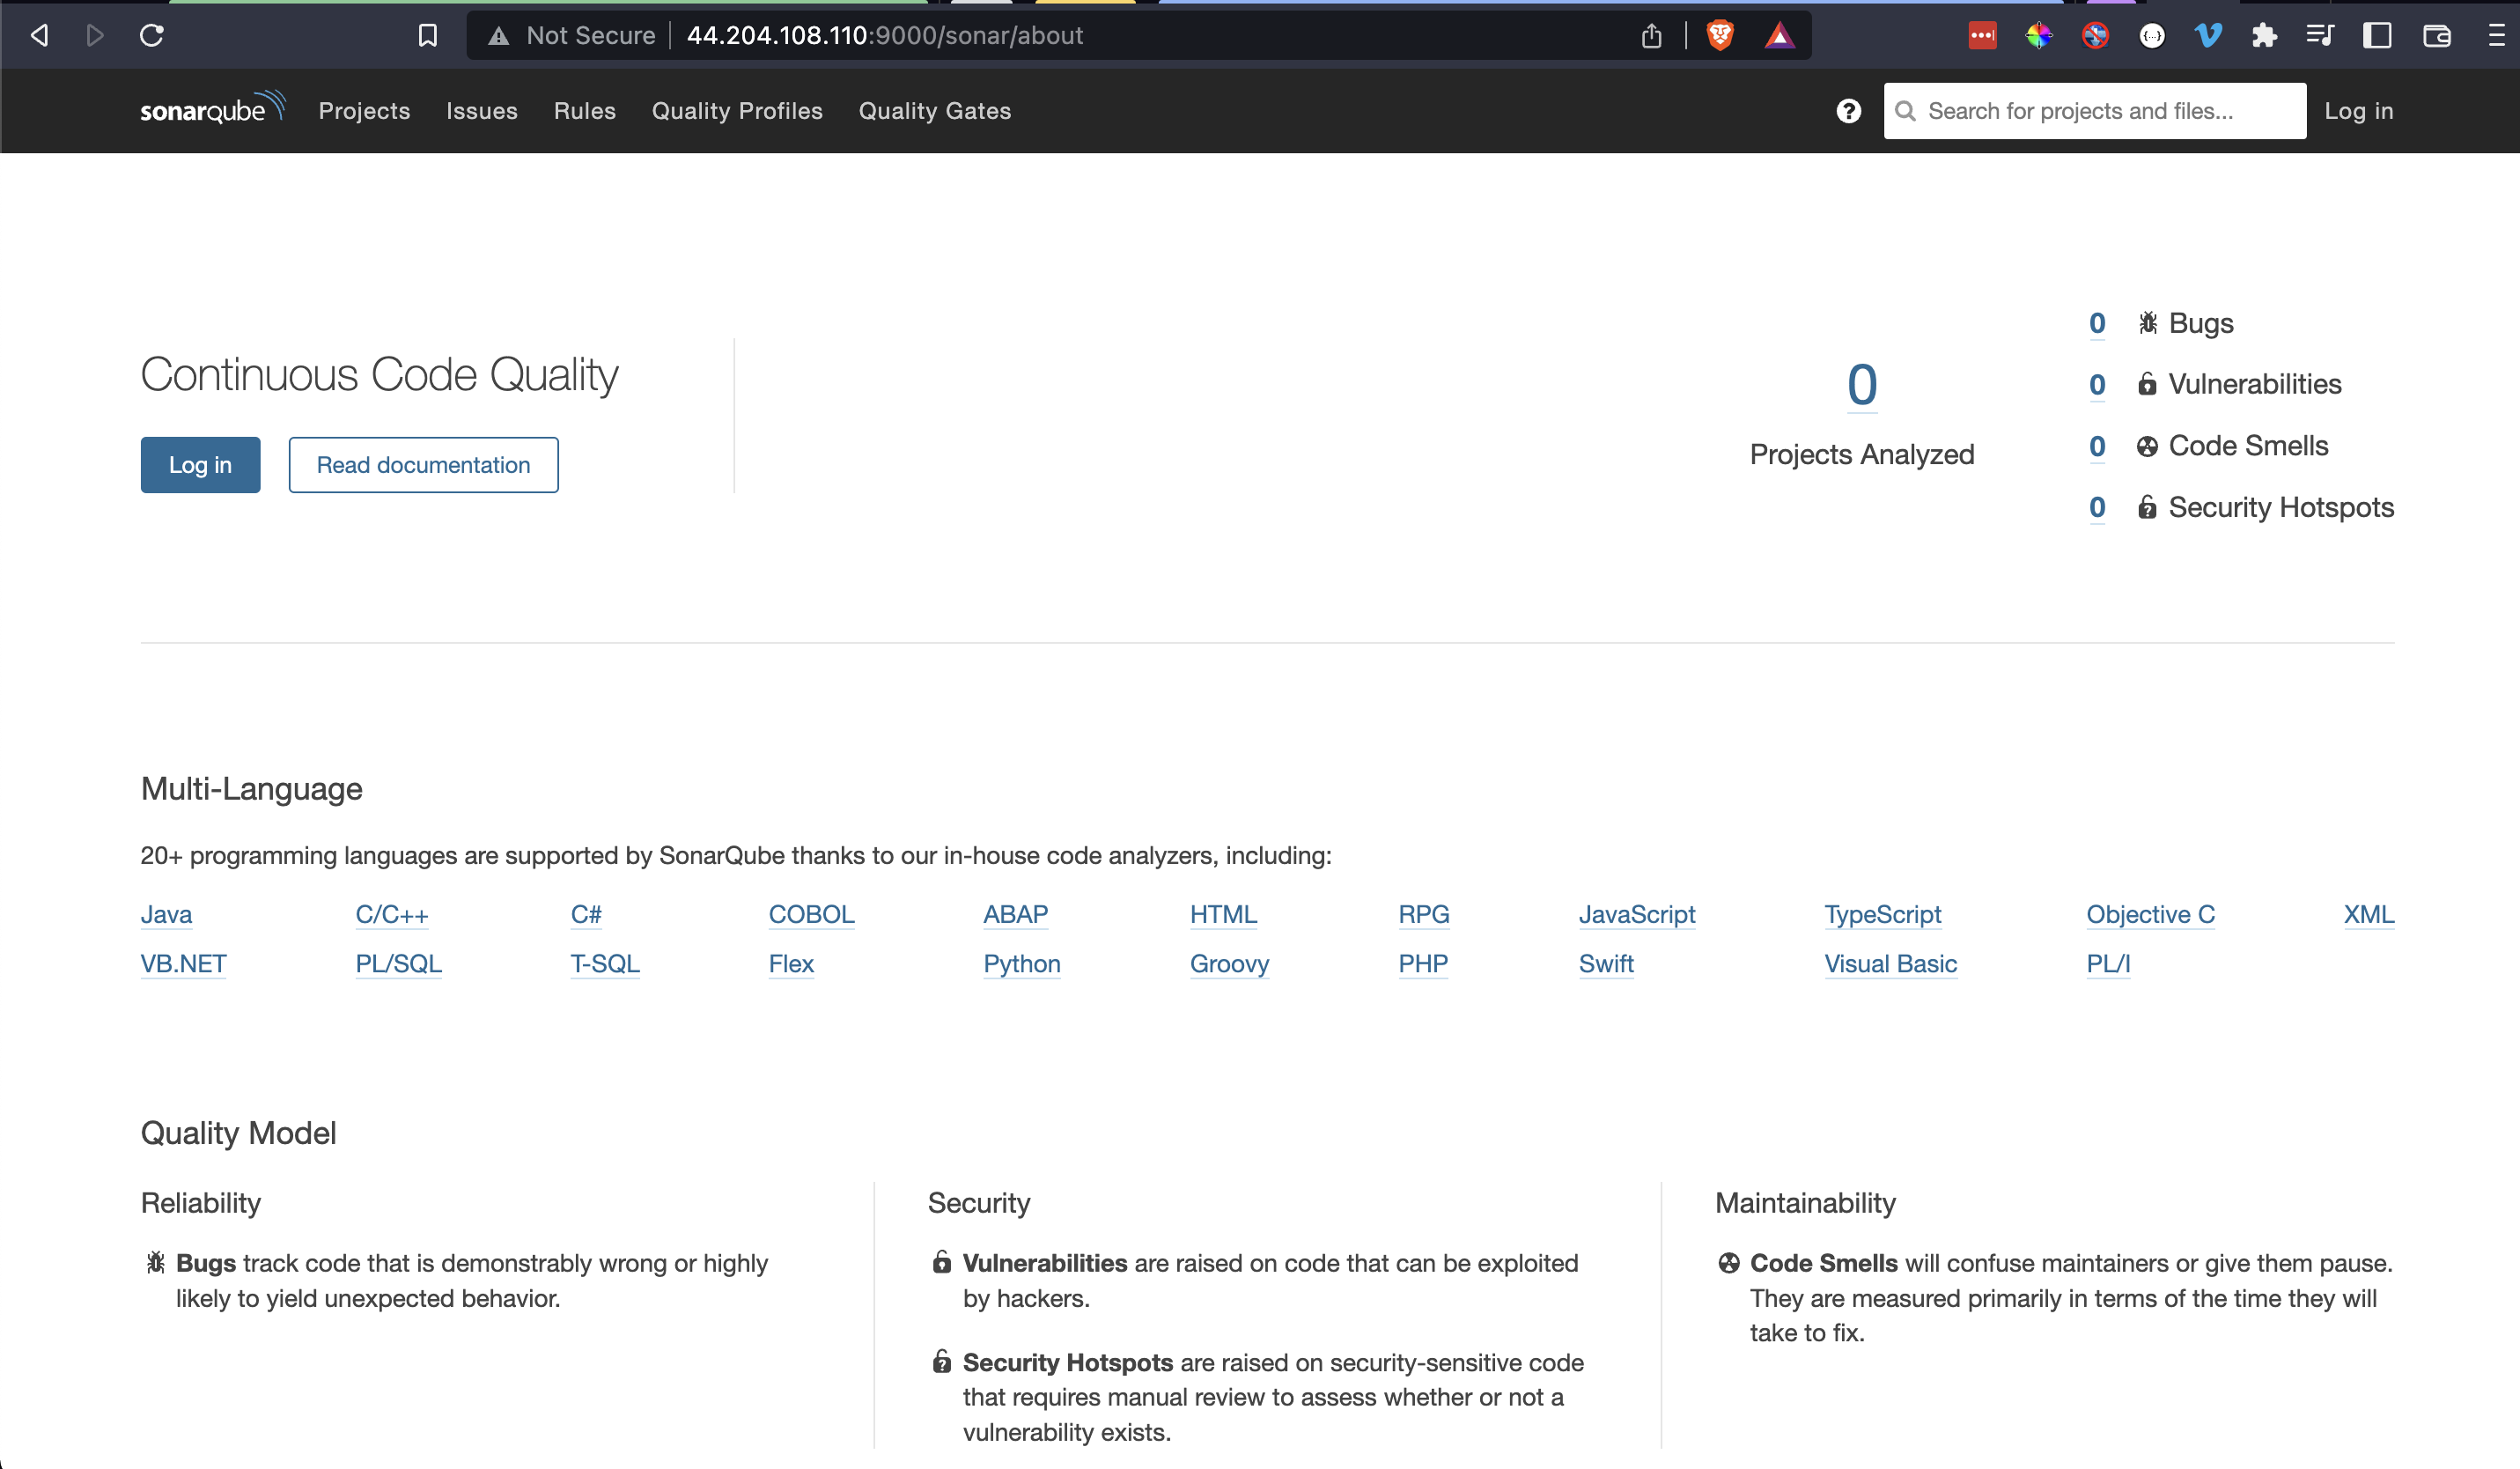 Not Secure 44.204.108.110:9000/sonar/about
sonarqube Projects Issues Rules Quality Profiles Quality Gates Search for projects and files... Log in
Continuous Code Quality
Log in Read documentation
0
Projects Analyzed
0 Bugs
0 Vulnerabilities
0 Code Smells
0 Security Hotspots
Multi-Language
20+ programming languages are supported by SonarQube thanks to our in-house code analyzers, including:
Java C/C++ C# COBOL ABAP HTML RPG JavaScript TypeScript Objective C XML
VB.NET PL/SQL T-SQL Flex Python Groovy PHP Swift Visual Basic PL/I
Quality Model
Reliability
Bugs track code that is demonstrably wrong or highly
likely to yield unexpected behavior.
Security
Vulnerabilities are raised on code that can be exploited
by hackers.
Security Hotspots are raised on security-sensitive code
that requires manual review to assess whether or not a
vulnerability exists.
Maintainability
Code Smells will confuse maintainers or give them pause.
They are measured primarily in terms of the time they will
take to fix.